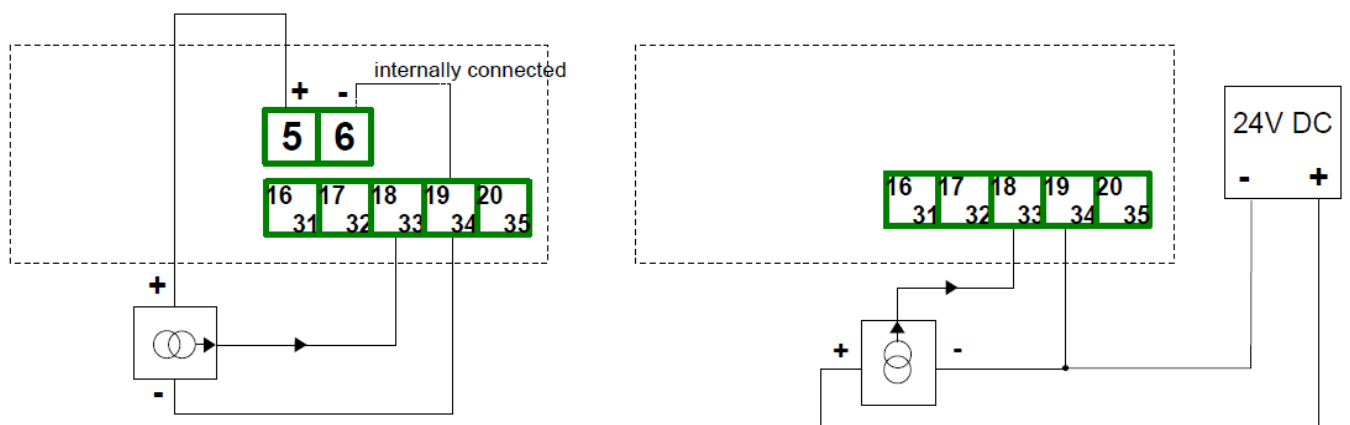 internally connected
+ -
5 6
16 17 18 19 20
31 32 33 34 35
+
-
24V DC
- +
16 17 18 19 20
31 32 33 34 35
+ -